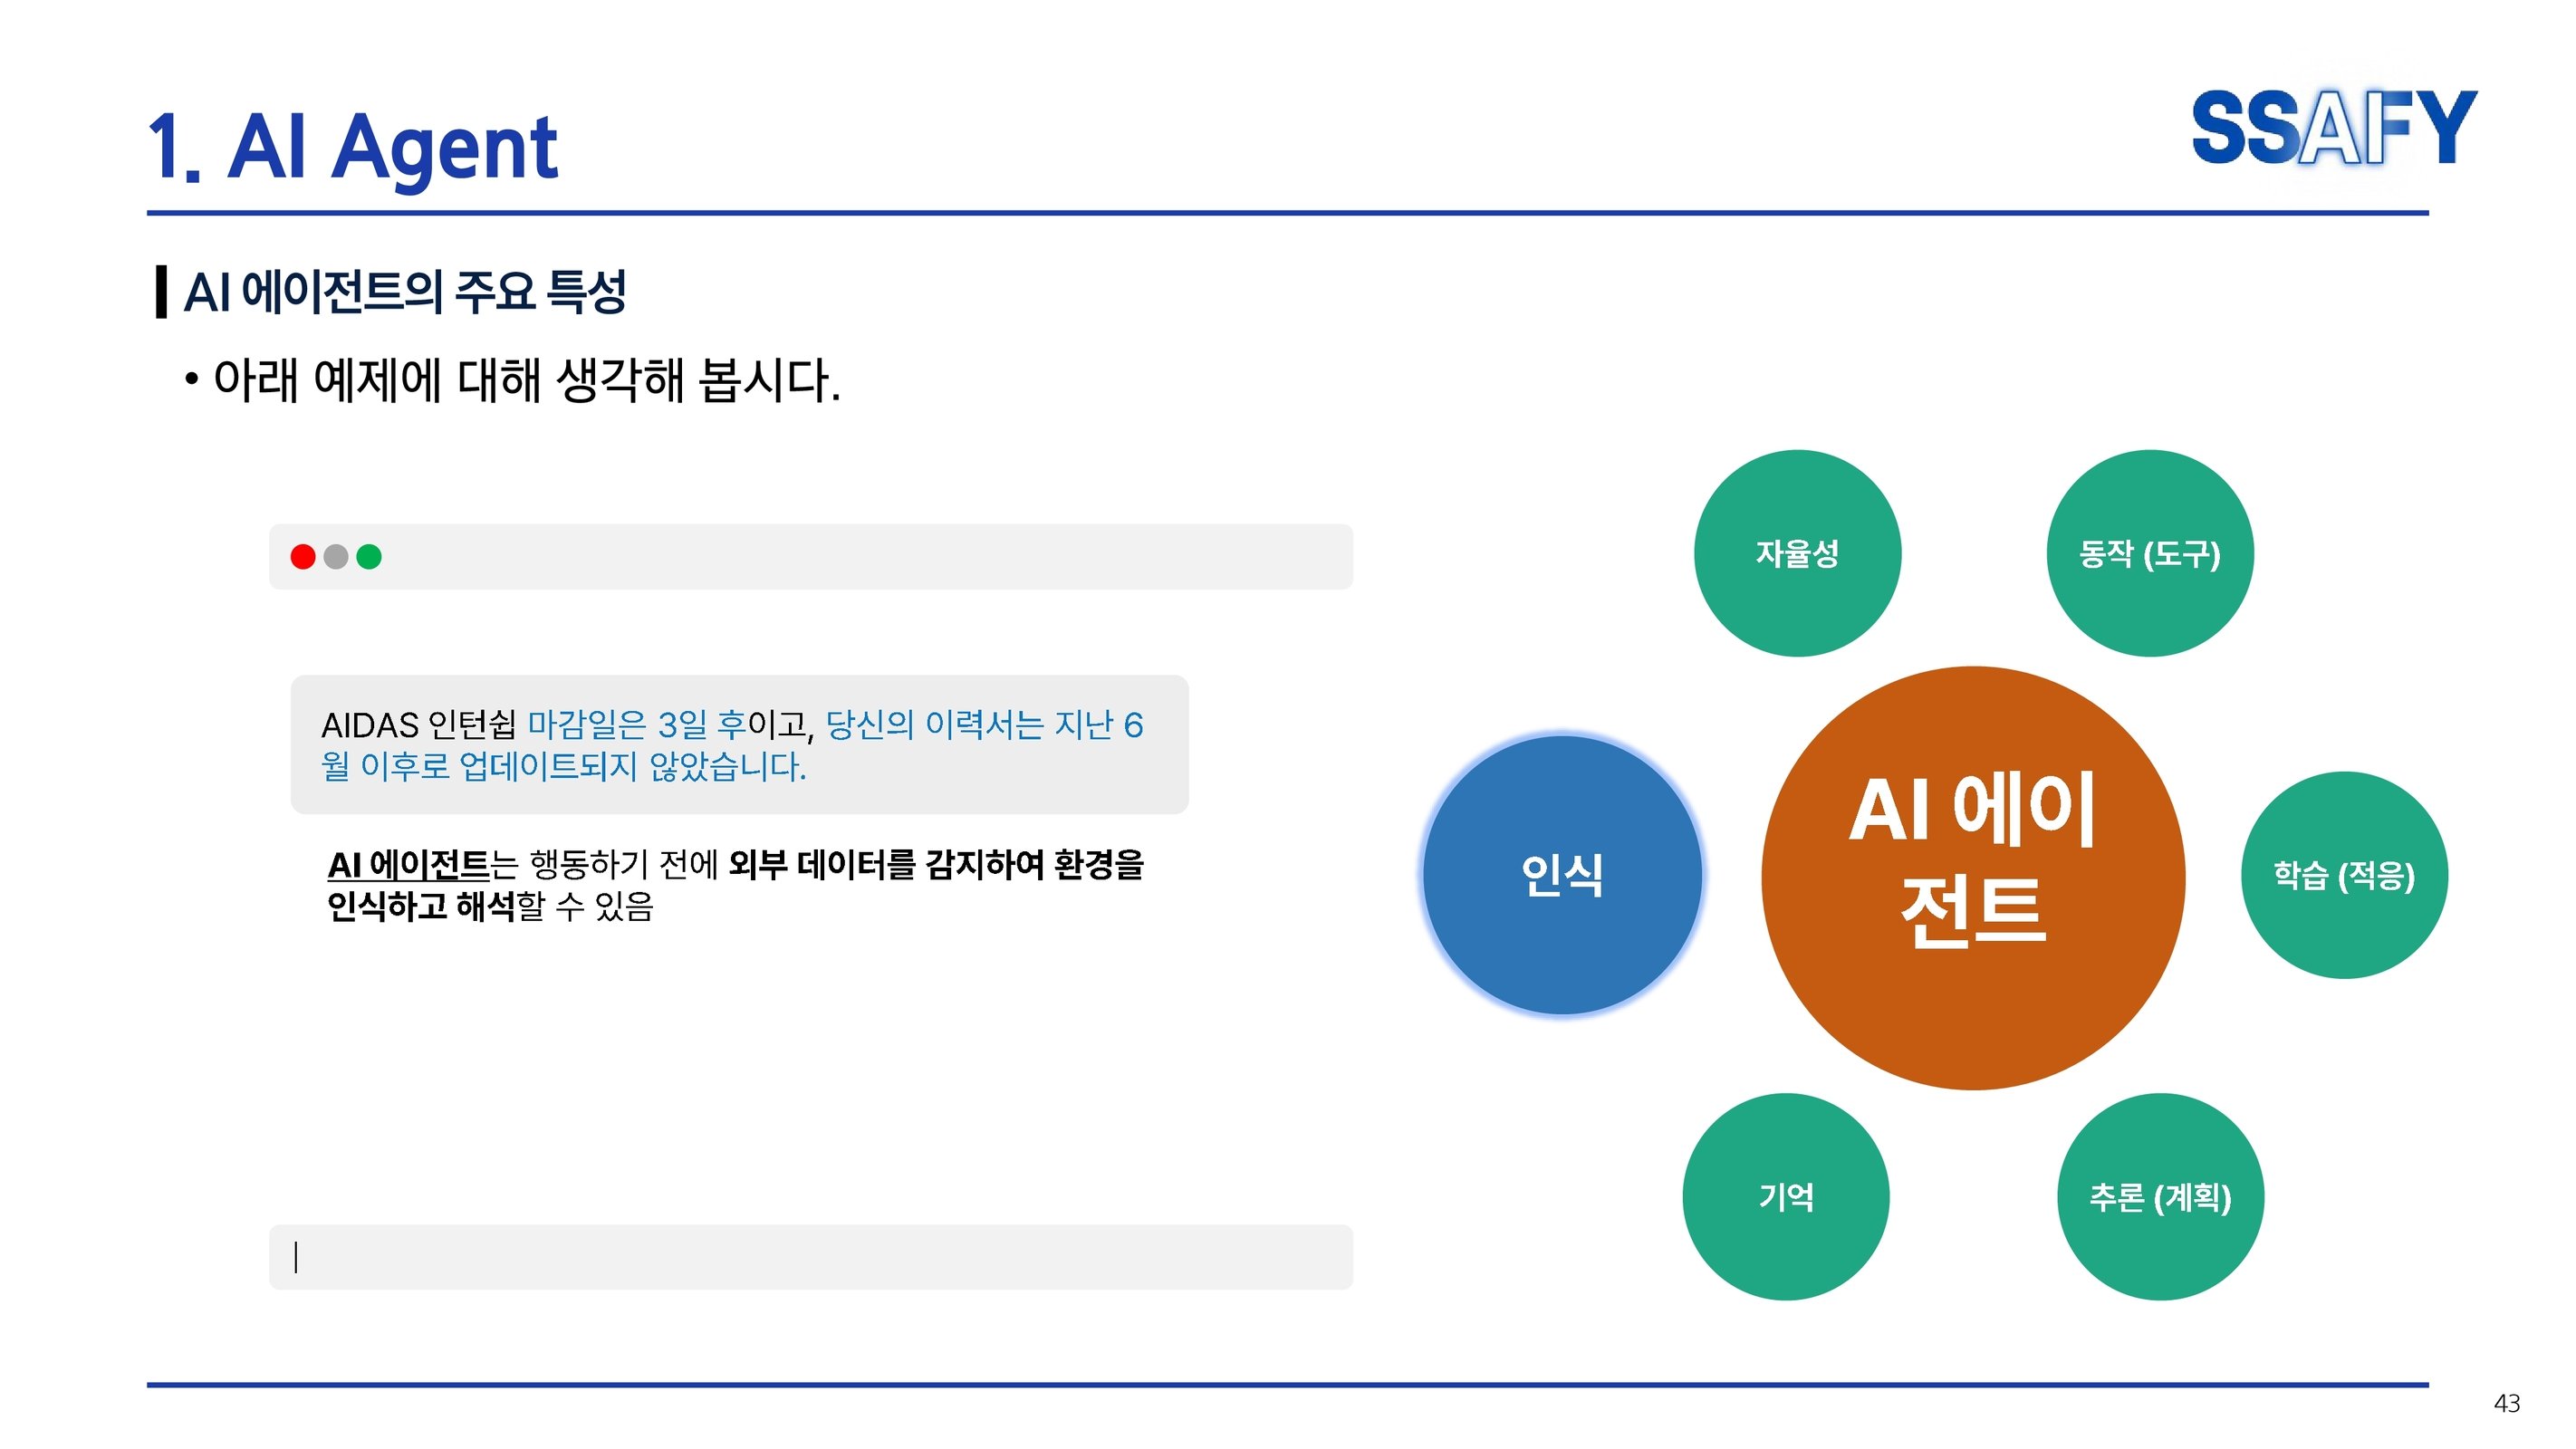 1. AI Agent
SSAFY
AI 에이전트의 주요 특성
• 아래 예제에 대해 생각해 봅시다.
AIDAS 인턴쉽 마감일은 3일 후이고, 당신의 이력서는 지난 6
월 이후로 업데이트되지 않았습니다.
AI 에이전트는 행동하기 전에 외부 데이터를 감지하여 환경을
인식하고 해석할 수 있음
자율성
동작 (도구)
인식
AI 에이
전트
학습 (적응)
기억
추론 (계획)
43